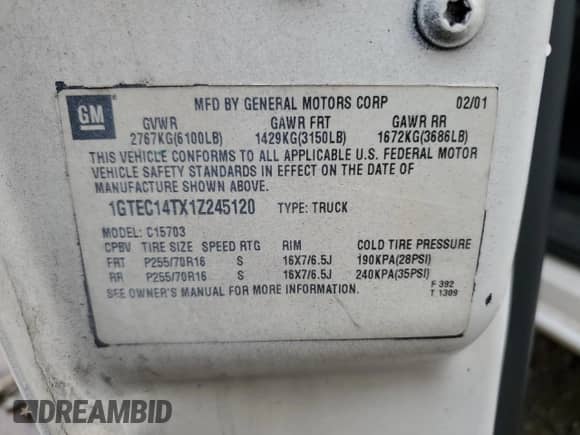 GM
MFD BY GENERAL MOTORS CORP 02/01
GVWR GAWR FRT GAWR RR
2767KG(6100LB) 1429KG(3150LB) 1672KG(3686LB)
THIS VEHICLE CONFORMS TO ALL APPLICABLE U.S. FEDERAL MOTOR
VEHICLE SAFETY STANDARDS IN EFFECT ON THE DATE OF
MANUFACTURE SHOWN ABOVE.
1GTEC14TX1Z245120 TYPE: TRUCK
MODEL: C15703
CPBV TIRE SIZE SPEED RTG RIM COLD TIRE PRESSURE
FRT P255/70R16 S 16X7/6.5J 190KPA(28PSI)
RR P255/70R16 S 16X7/6.5J 240KPA(35PSI)
SEE OWNER'S MANUAL FOR MORE INFORMATION.
F 392
T 1309
DREAMBID